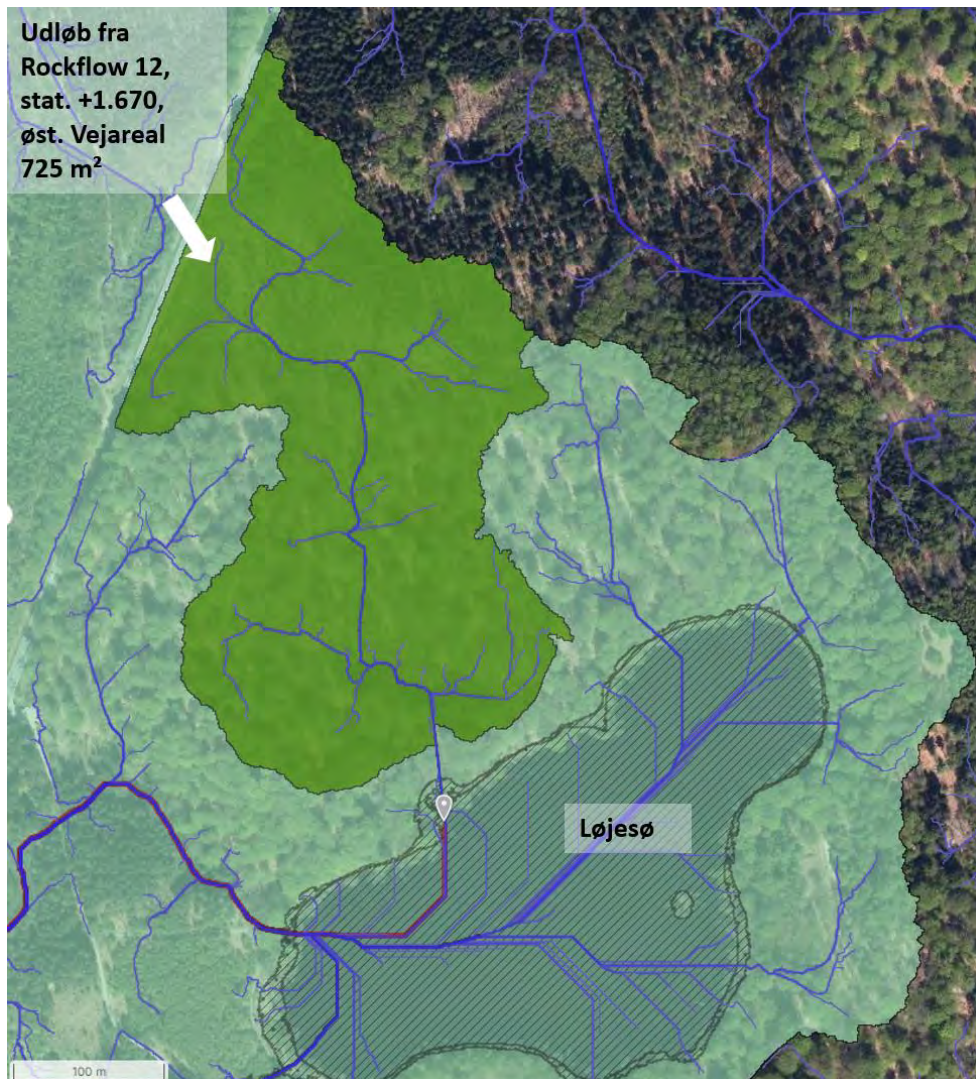 Udløb fra
Rockflow 12,
stat. +1.670,
øst. Vejareal
725 m²
Løjesø
100 m